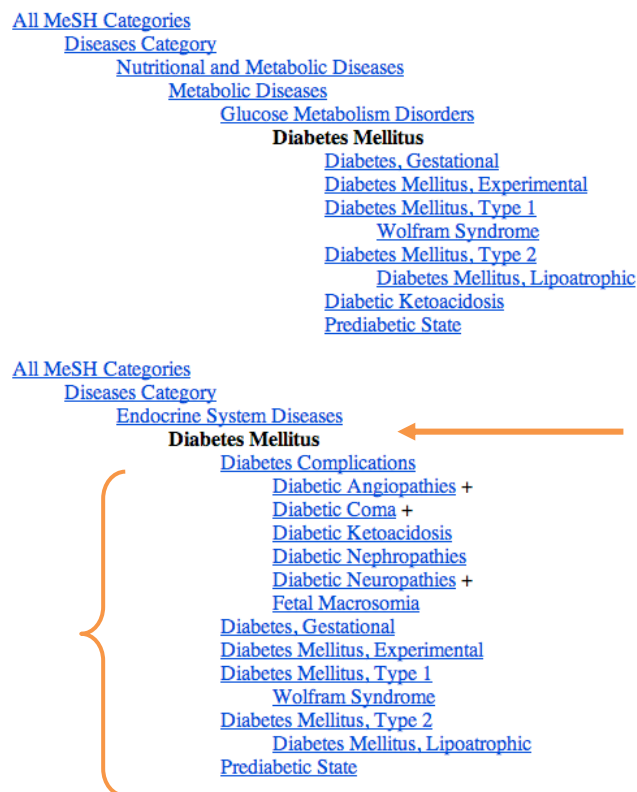 All MeSH Categories
Diseases Category
Nutritional and Metabolic Diseases
Metabolic Diseases
Glucose Metabolism Disorders
Diabetes Mellitus
Diabetes, Gestational
Diabetes Mellitus, Experimental
Diabetes Mellitus, Type 1
Wolfram Syndrome
Diabetes Mellitus, Type 2
Diabetes Mellitus, Lipoatrophic
Diabetic Ketoacidosis
Prediabetic State
All MeSH Categories
Diseases Category
Endocrine System Diseases
Diabetes Mellitus
Diabetes Complications
Diabetic Angiopathies +
Diabetic Coma +
Diabetic Ketoacidosis
Diabetic Nephropathies
Diabetic Neuropathies +
Fetal Macrosomia
Diabetes, Gestational
Diabetes Mellitus, Experimental
Diabetes Mellitus, Type 1
Wolfram Syndrome
Diabetes Mellitus, Type 2
Diabetes Mellitus, Lipoatrophic
Prediabetic State